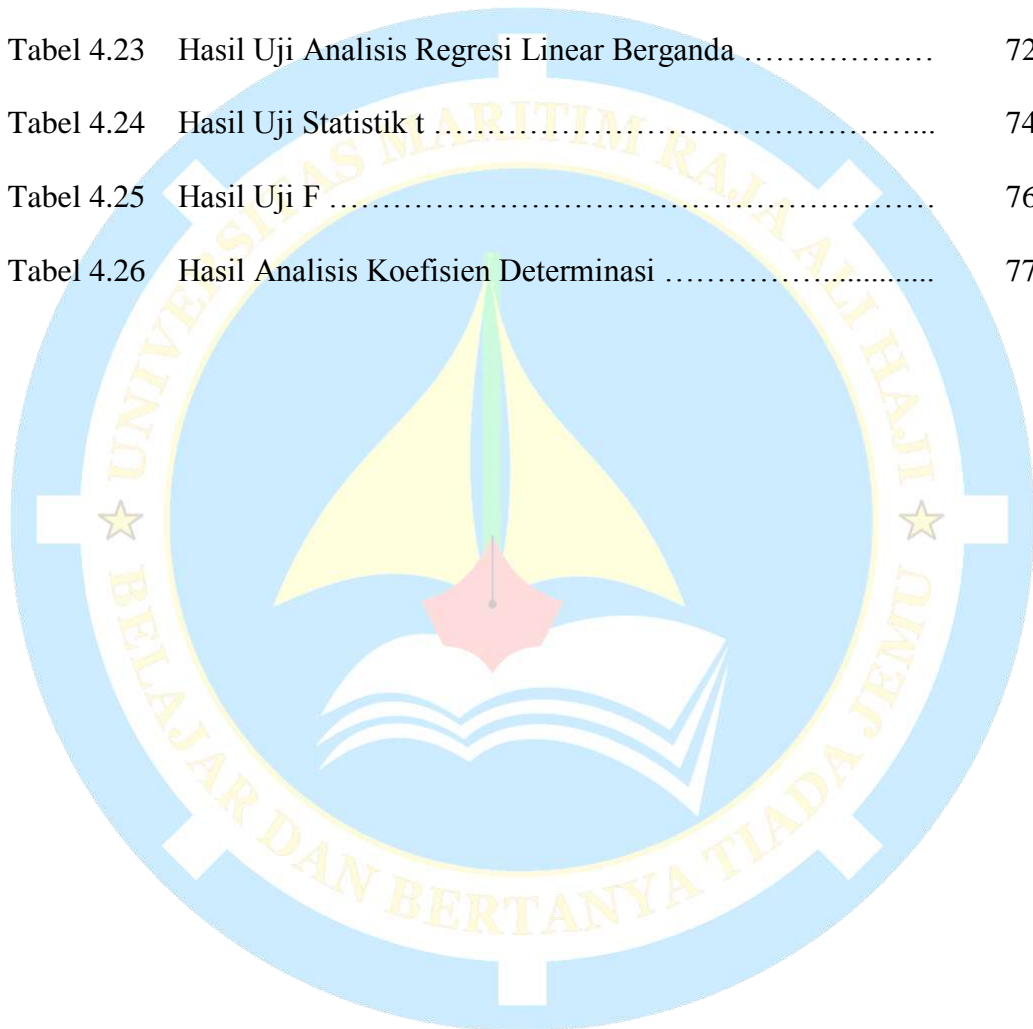 Tabel 4.23 Hasil Uji Analisis Regresi Linear Berganda ……………… 72
Tabel 4.24 Hasil Uji Statistik t ………………………………………... 74
Tabel 4.25 Hasil Uji F ………………………………………………… 76
Tabel 4.26 Hasil Analisis Koefisien Determinasi ……………............. 77
UNIVERSITAS MARITIM RAJA ALI HAJI
BELAJAR DAN BERTANYA TIADA JEMU